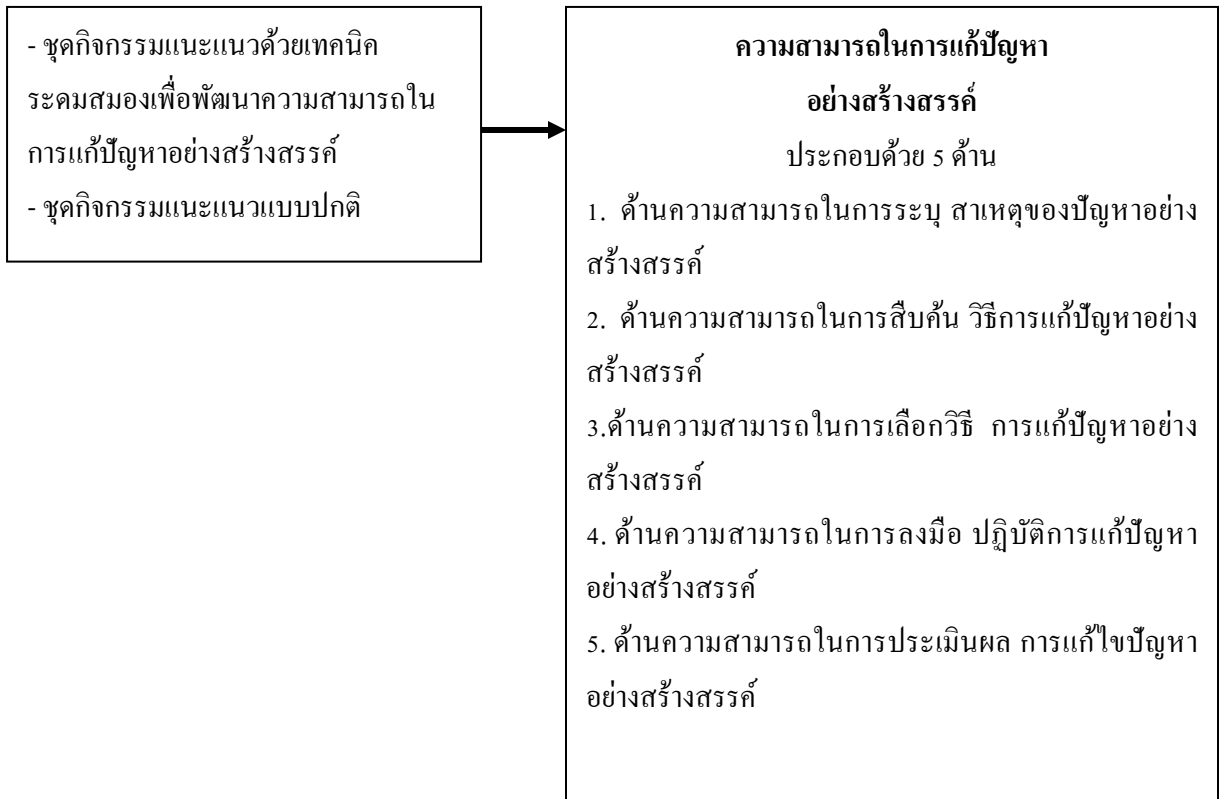 - ชุดกิจกรรมแนะแนวด้วยเทคนิค
ระดมสมองเพื่อพัฒนาความสามารถใน
การแก้ปัญหาอย่างสร้างสรรค์
- ชุดกิจกรรมแนะแนวแบบปกติ
ความสามารถในการแก้ปัญหา
อย่างสร้างสรรค์
ประกอบด้วย 5 ด้าน
1. ด้านความสามารถในการระบุ สาเหตุของปัญหาอย่าง
สร้างสรรค์
2. ด้านความสามารถในการสืบค้น วิธีการแก้ปัญหาอย่าง
สร้างสรรค์
3.ด้านความสามารถในการเลือกวิธี การแก้ปัญหาอย่าง
สร้างสรรค์
4. ด้านความสามารถในการลงมือ ปฏิบัติการแก้ปัญหา
อย่างสร้างสรรค์
5. ด้านความสามารถในการประเมินผล การแก้ไขปัญหา
อย่างสร้างสรรค์